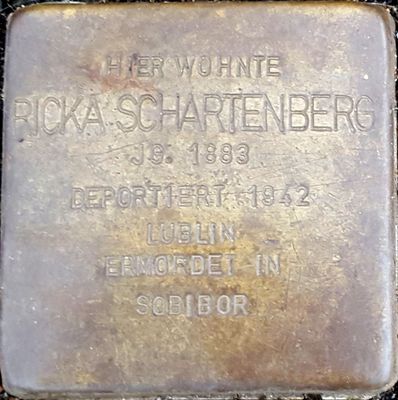 HIER WOHNTE
RICKA SCHARTENBERG
JG. 1883
DEPORTIERT 1942
LUBLIN
ERMORDET IN
SOBIBOR